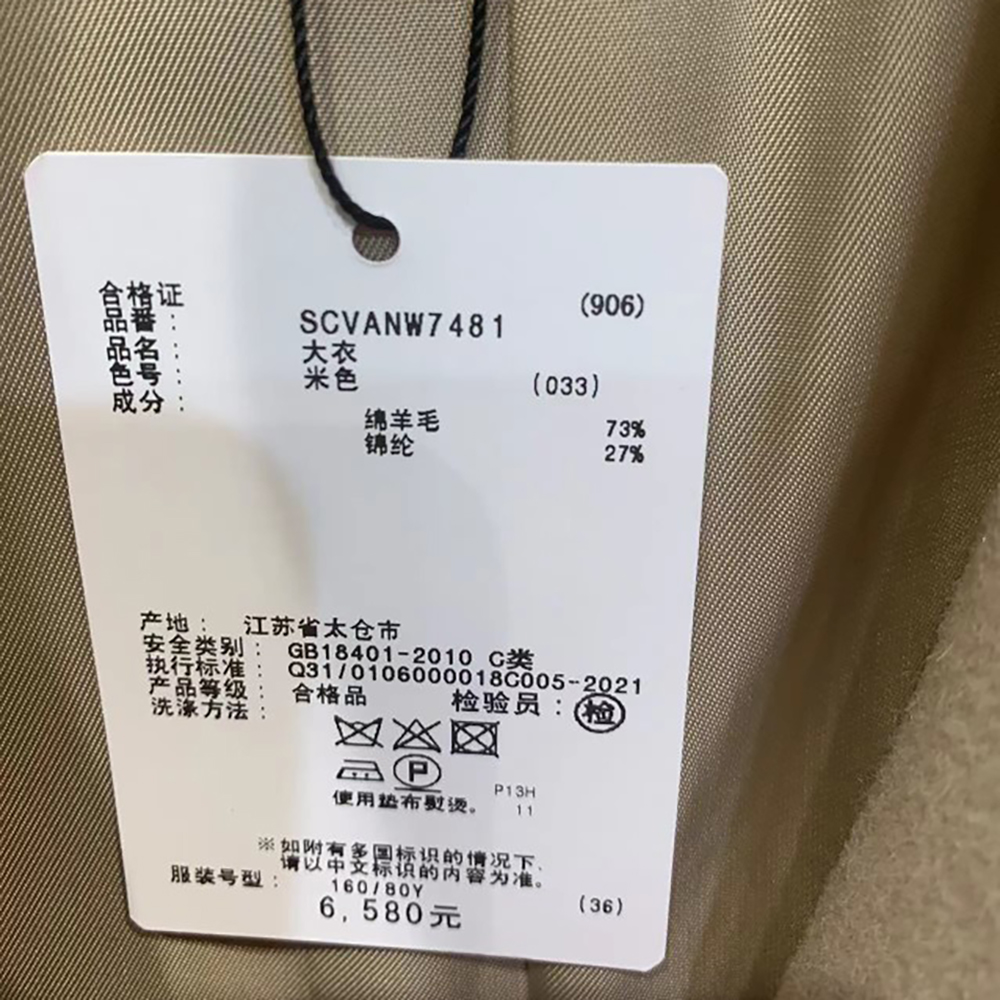 合格证
品番： SCVANW7481 (906)
品名： 大衣
色号： 米色 (033)
成分：
绵羊毛 73%
锦纶 27%
产地： 江苏省太仓市
安全类别： GB18401-2010 C类
执行标准： Q31/0106000018C005-2021
产品等级： 合格品 检验员：检
洗涤方法：
P
使用垫布熨烫。
P13H
11
※如附有多国标识的情况下、
请以中文标识的内容为准。
服装号型： 160/80Y
6,580元 (36)